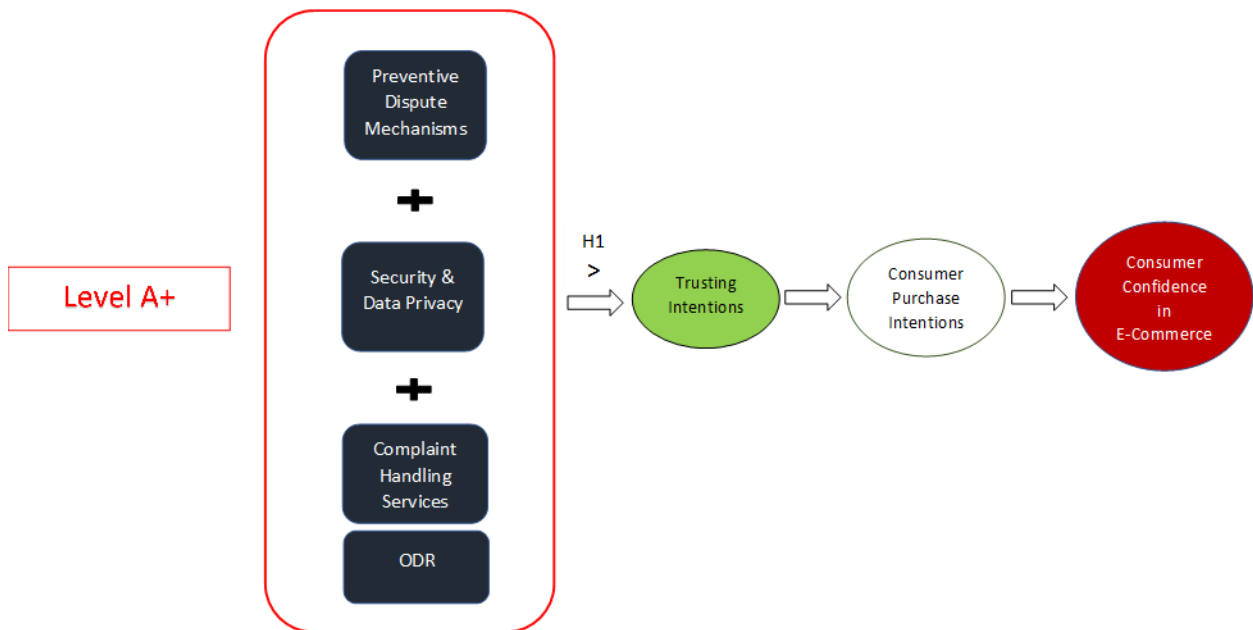 Level A+
Preventive
Dispute
Mechanisms
+
Security &
Data Privacy
+
Complaint
Handling
Services
ODR
H1
>
Trusting
Intentions
Consumer
Purchase
Intentions
Consumer
Confidence
in
E-Commerce